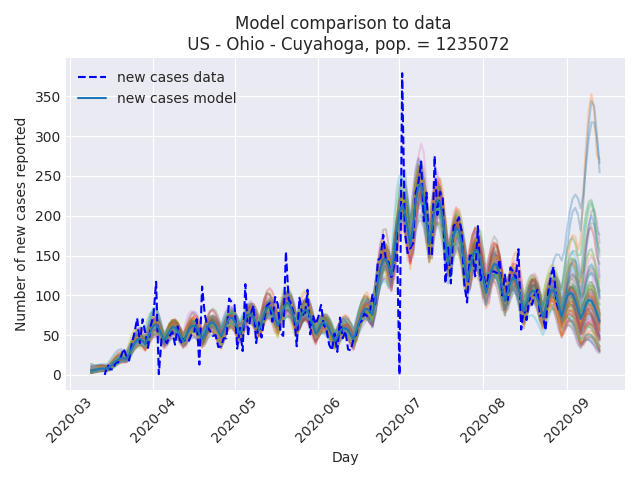 Model comparison to data
US - Ohio - Cuyahoga, pop. = 1235072
new cases data
new cases model
Number of new cases reported
350
300
250
200
150
100
50
0
2020-03
2020-04
2020-05
2020-06
2020-07
2020-08
2020-09
Day